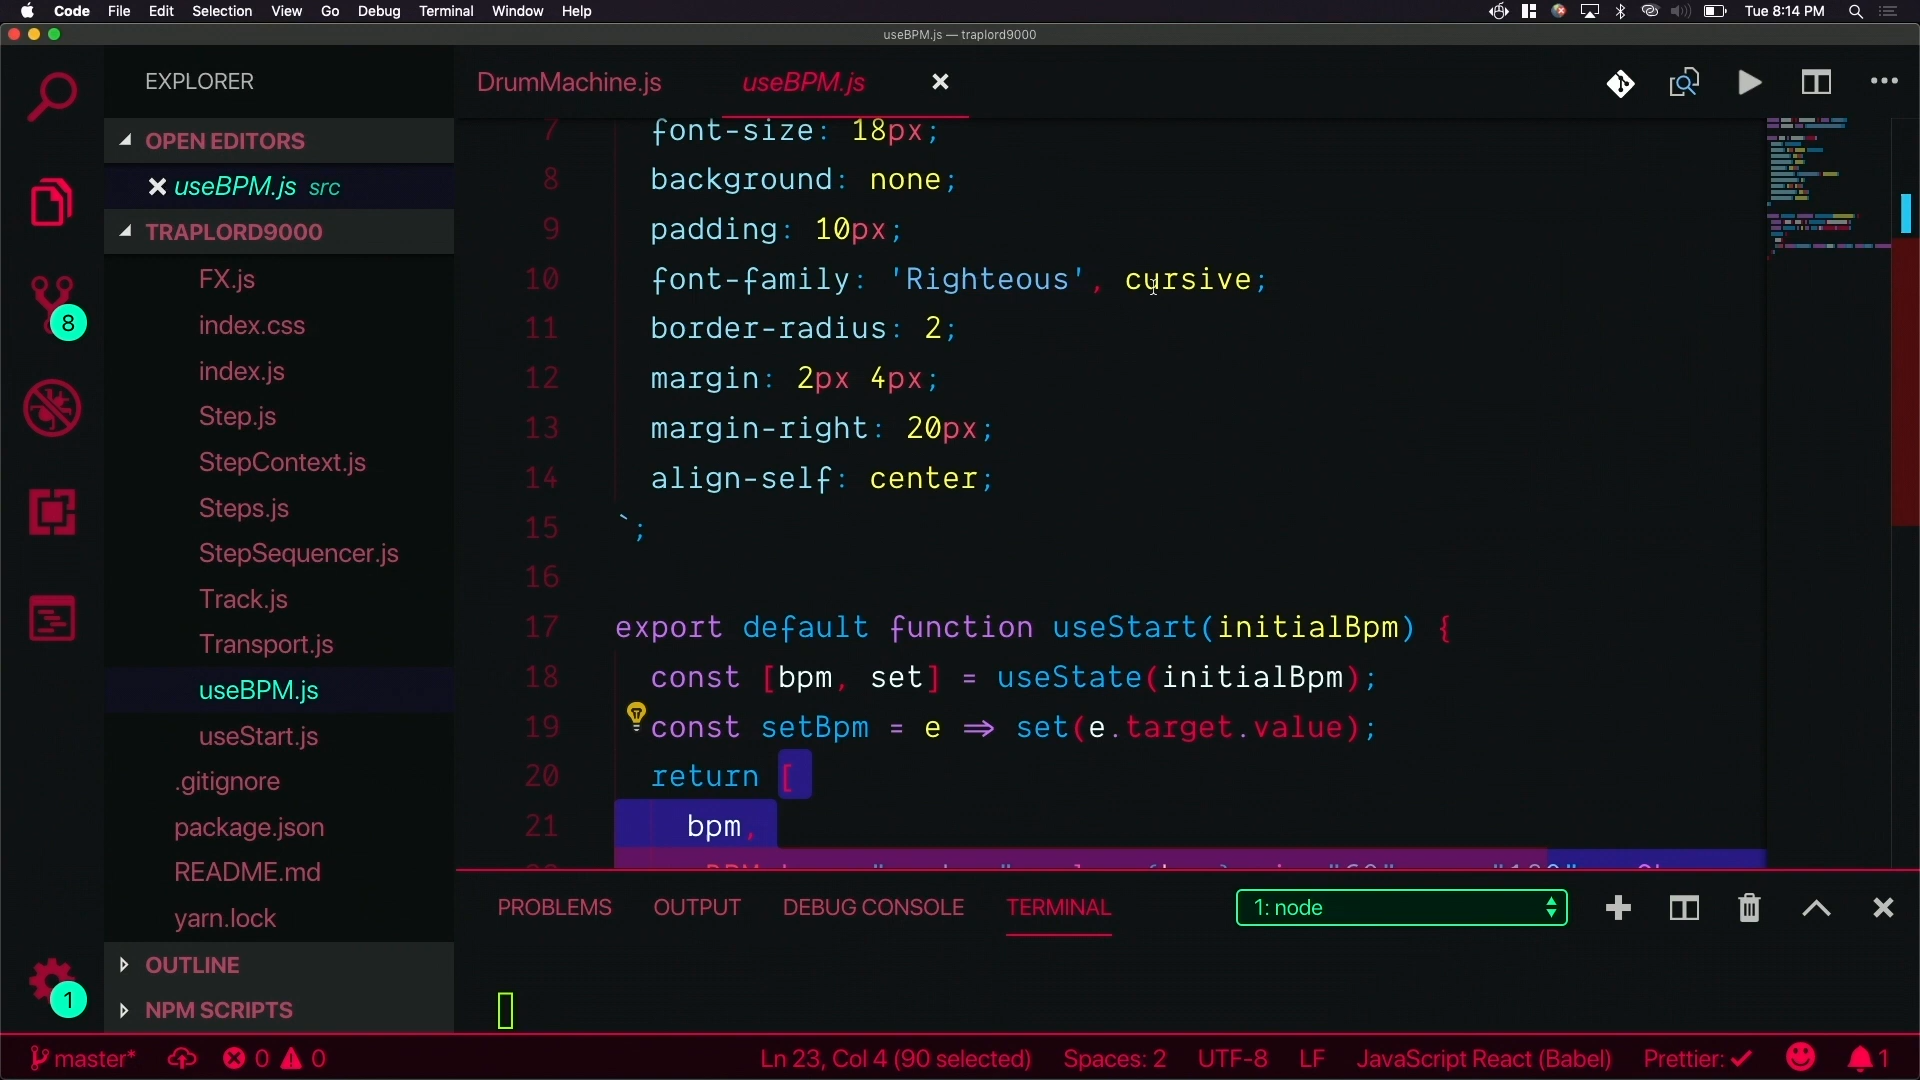 Code File Edit Selection View Go Debug Terminal Window Help Tue 8:14 PM
useBPM.js — traplord9000
EXPLORER
OPEN EDITORS
useBPM.js src
TRAPLORD9000
FX.js
index.css
index.js
Step.js
StepContext.js
Steps.js
StepSequencer.js
Track.js
Transport.js
useBPM.js
useStart.js
.gitignore
package.json
README.md
yarn.lock
OUTLINE
NPM SCRIPTS
8
1
DrumMachine.js useBPM.js
7 font-size: 18px;
8 background: none;
9 padding: 10px;
10 font-family: 'Righteous', cursive;
11 border-radius: 2;
12 margin: 2px 4px;
13 margin-right: 20px;
14 align-self: center;
15 `;
16
17 export default function useStart(initialBpm) {
18 const [bpm, set] = useState(initialBpm);
19 const setBpm = e => set(e.target.value);
20 return [
21 bpm,
PROBLEMS OUTPUT DEBUG CONSOLE TERMINAL 1: node
master* 0 0 Ln 23, Col 4 (90 selected) Spaces: 2 UTF-8 LF JavaScript React (Babel) Prettier: ✓ 1